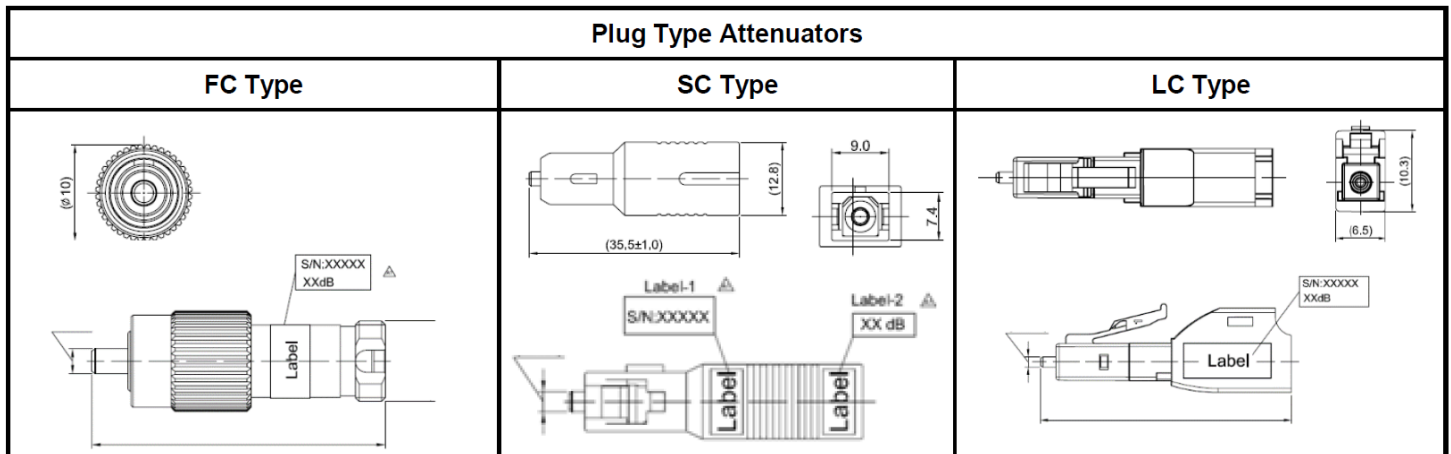 Plug Type Attenuators
FC Type
SC Type
LC Type
(ø 10)
S/N:XXXXX
XXdB
Label
(35,5±1,0)
(12.8)
9.0
7.4
Label-1
S/N:XXXXX
Label-2
XX dB
Label
Label
(10.3)
(6.5)
S/N:XXXXX
XXdB
Label